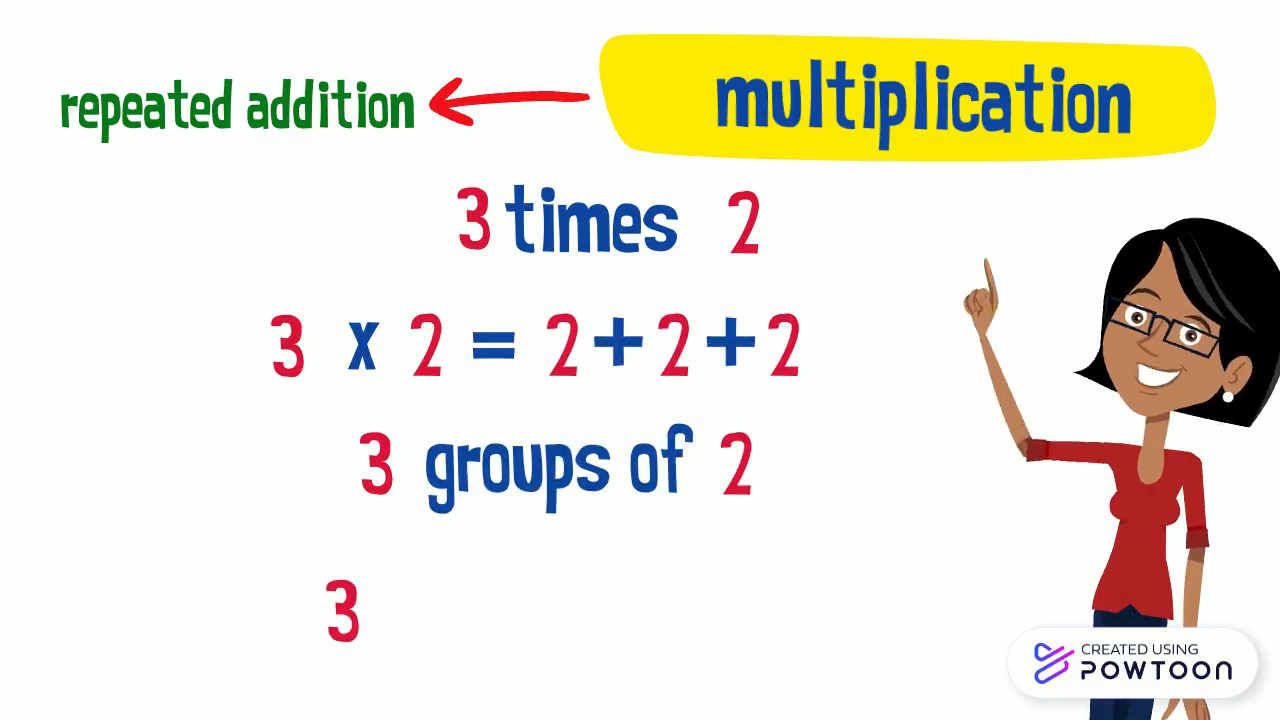 repeated addition
multiplication
3 times 2
3 x 2 = 2 + 2 + 2
3 groups of 2
3
CREATED USING
POWTOON